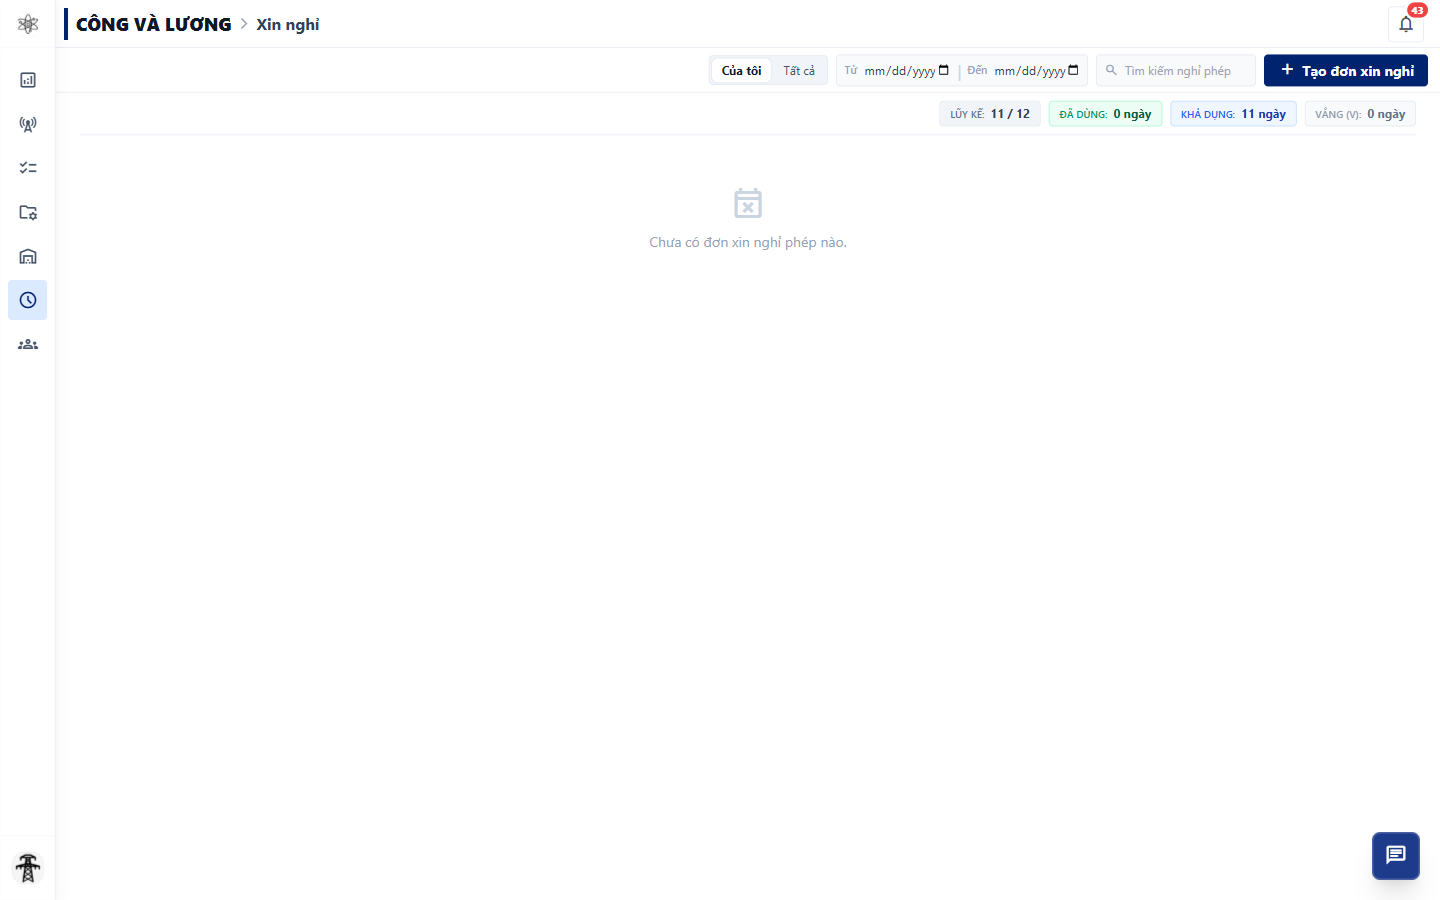 CÔNG VÀ LƯƠNG > Xin nghỉ
43
Của tôi Tất cả Từ mm/dd/yyyy | Đến mm/dd/yyyy Tìm kiếm nghỉ phép + Tạo đơn xin nghỉ
LŨY KẾ: 11 / 12 ĐÃ DÙNG: 0 ngày KHẢ DỤNG: 11 ngày VẮNG (V): 0 ngày
Chưa có đơn xin nghỉ phép nào.